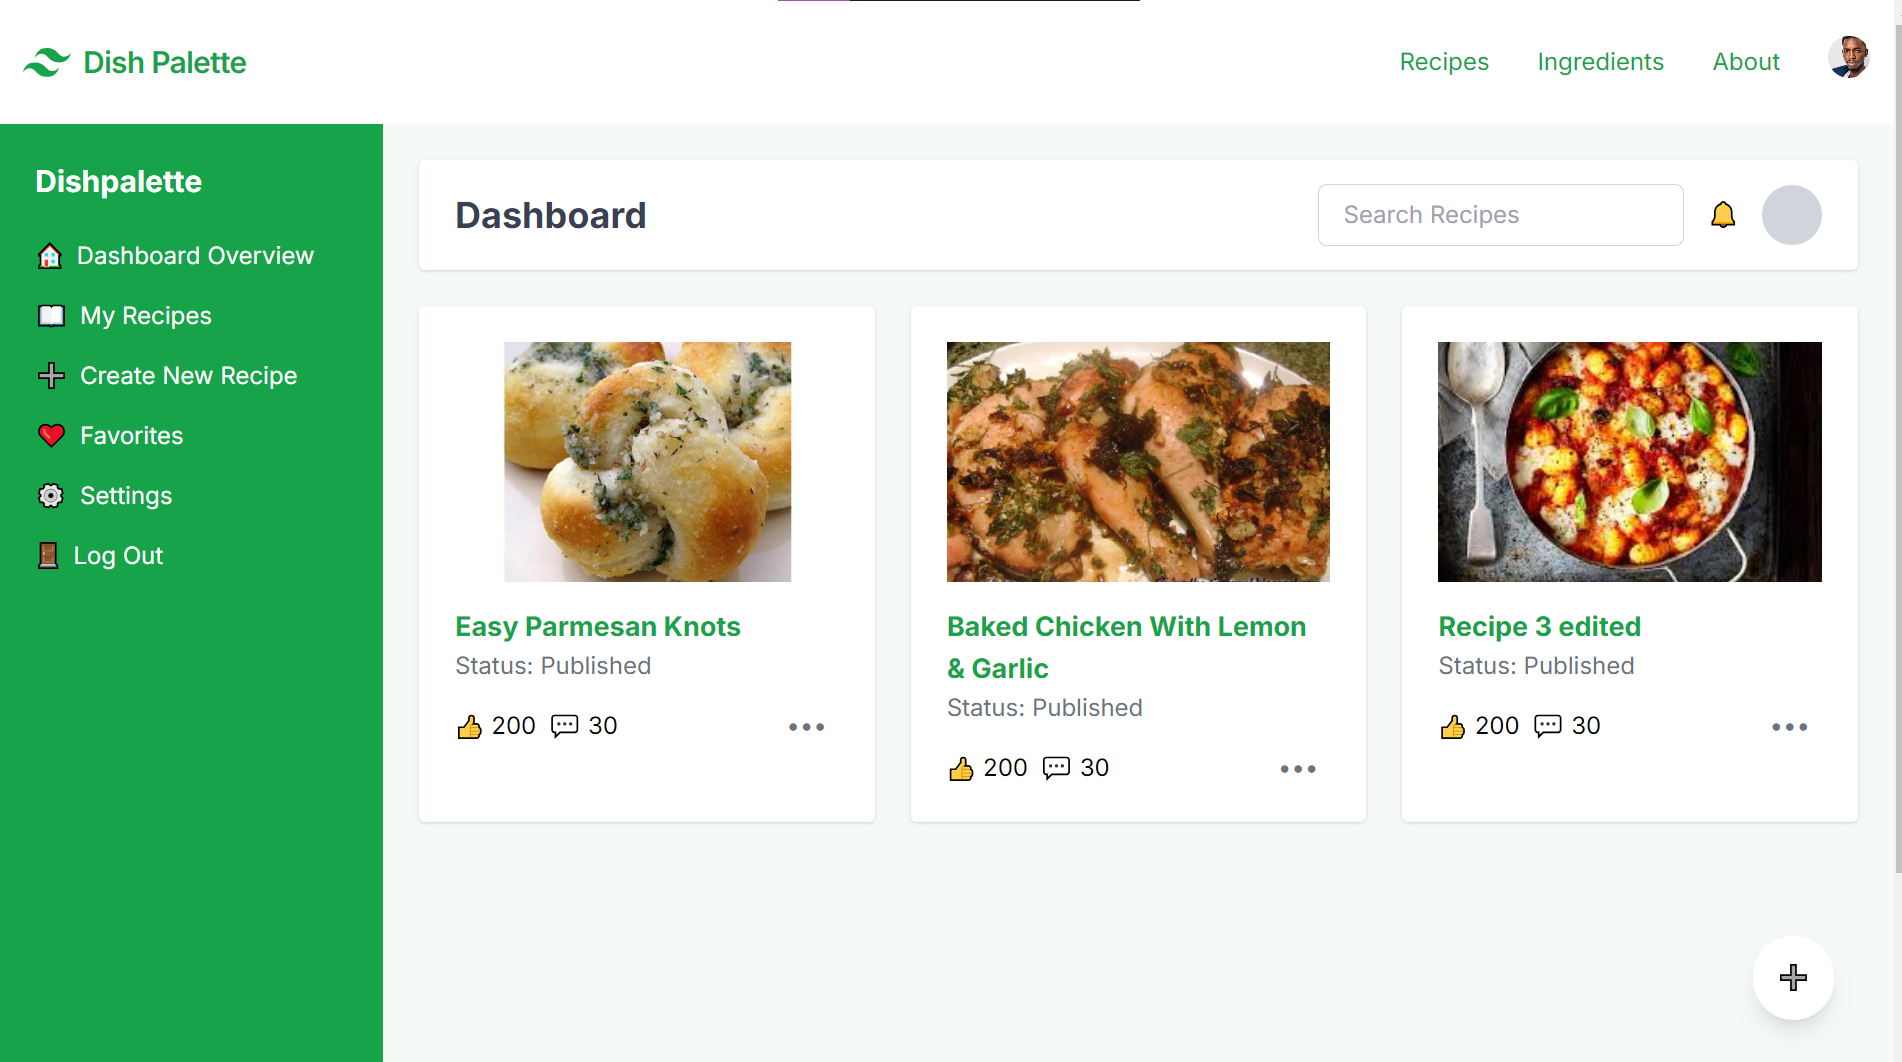 Dish Palette
Recipes
Ingredients
About
Dishpalette
Dashboard Overview
My Recipes
Create New Recipe
Favorites
Settings
Log Out
Dashboard
Search Recipes
Easy Parmesan Knots
Status: Published
200
30
Baked Chicken With Lemon
& Garlic
Status: Published
200
30
Recipe 3 edited
Status: Published
200
30